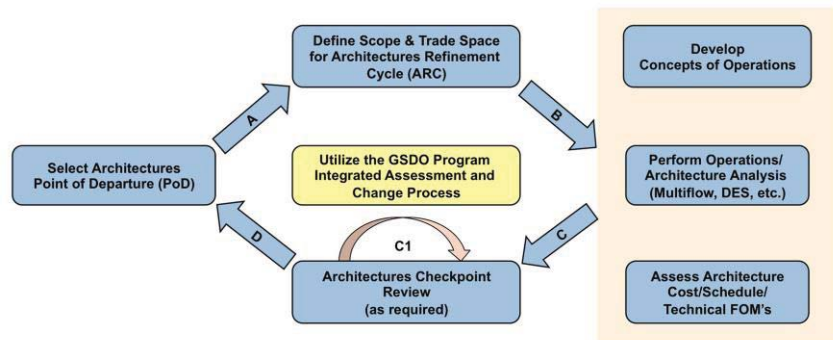 Define Scope & Trade Space
for Architectures Refinement
Cycle (ARC)
Develop
Concepts of Operations
A
B
Select Architectures
Point of Departure (PoD)
Utilize the GSDO Program
Integrated Assessment and
Change Process
Perform Operations/
Architecture Analysis
(Multiflow, DES, etc.)
D
C1
C
Architectures Checkpoint
Review
(as required)
Assess Architecture
Cost/Schedule/
Technical FOM's